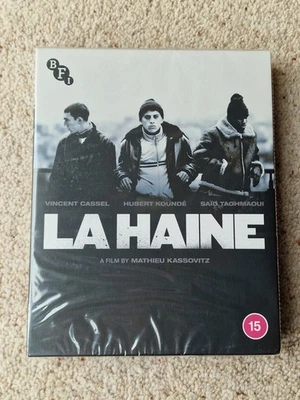 BFI
VINCENT CASSEL HUBERT KOUNDÉ SAÏD TAGHMAOUI
LA HAINE
A FILM BY MATHIEU KASSOVITZ
15